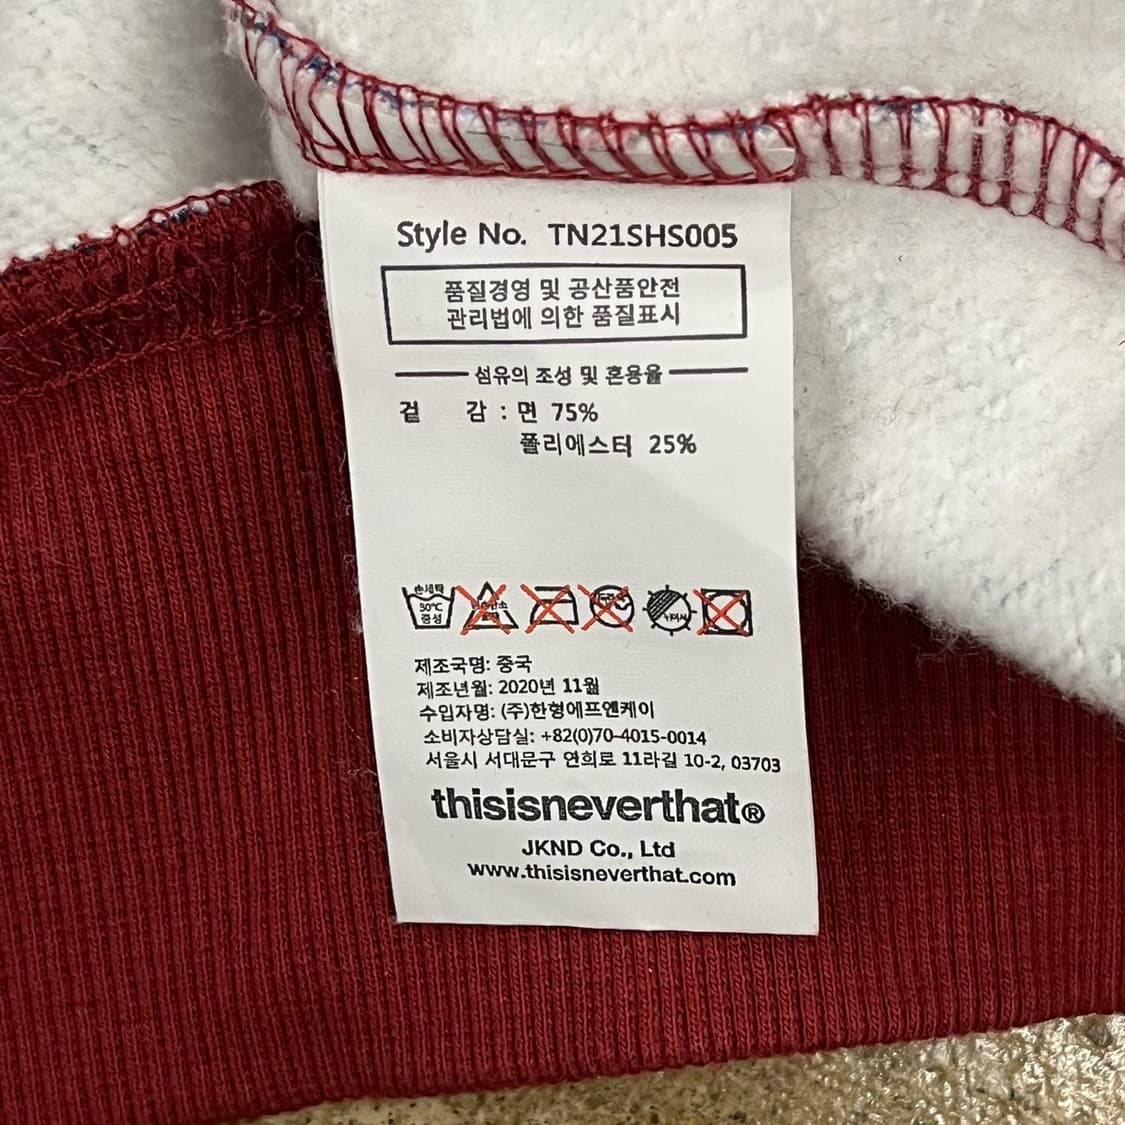 Style No. TN21SHS005
품질경영 및 공산품안전
관리법에 의한 품질표시
섬유의 조성 및 혼용율
겉 감 : 면 75%
폴리에스터 25%
손세탁
30℃
중성
제조국명: 중국
제조년월: 2020년 11월
수입자명: (주)한형에프엔케이
소비자상담실: +82(0)70-4015-0014
서울시 서대문구 연희로 11라길 10-2, 03703
thisisneverthat®
JKND Co., Ltd
www.thisisneverthat.com